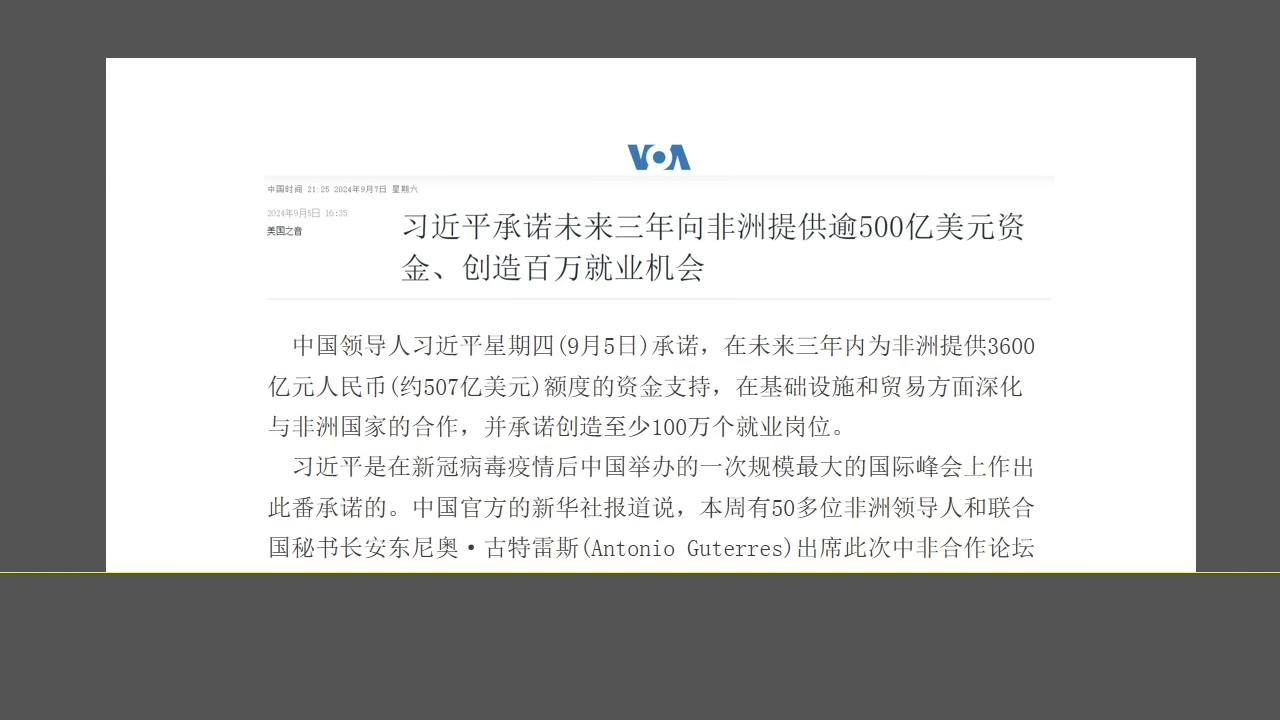 VOA
中国时间 21:25 2024年9月7日 星期六
2024年9月5日 16:35
美国之音
习近平承诺未来三年向非洲提供逾500亿美元资
金、创造百万就业机会
中国领导人习近平星期四(9月5日)承诺，在未来三年内为非洲提供3600
亿元人民币(约507亿美元)额度的资金支持，在基础设施和贸易方面深化
与非洲国家的合作，并承诺创造至少100万个就业岗位。
习近平是在新冠病毒疫情后中国举办的一次规模最大的国际峰会上作出
此番承诺的。中国官方的新华社报道说，本周有50多位非洲领导人和联合
国秘书长安东尼奥·古特雷斯(Antonio Guterres)出席此次中非合作论坛